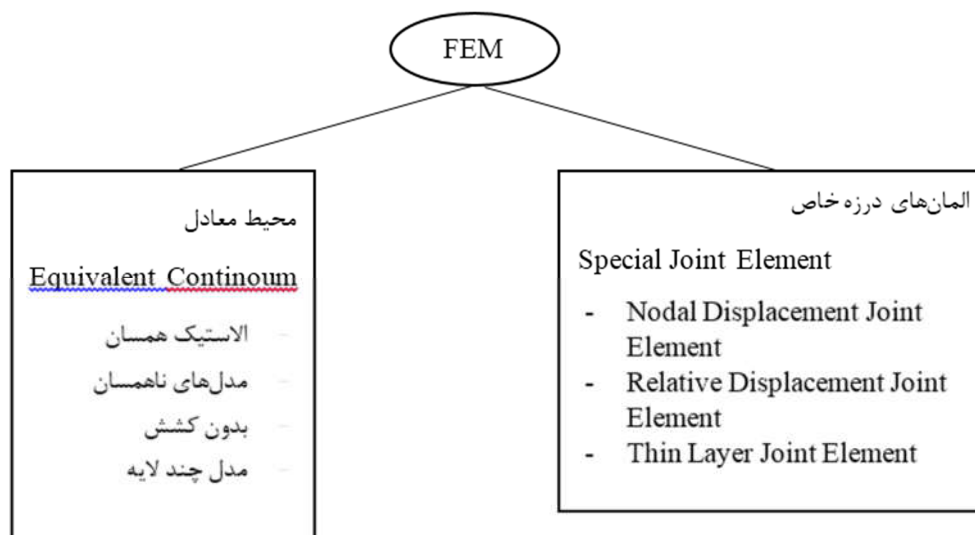 FEM
محیط معادل
Equivalent Continoum
- الاستیک همسان
- مدل‌های ناهمسان
- بدون کشش
- مدل چند لایه
المان‌های درزه خاص
Special Joint Element
- Nodal Displacement Joint
Element
- Relative Displacement Joint
Element
- Thin Layer Joint Element